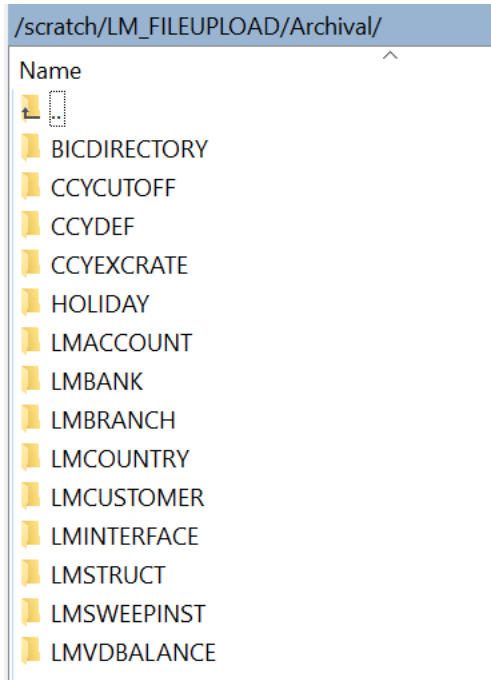 /scratch/LM_FILEUPLOAD/Archival/
Name
..
BICDIRECTORY
CCYCUTOFF
CCYDEF
CCYEXCRATE
HOLIDAY
LMACCOUNT
LMBANK
LMBRANCH
LMCOUNTRY
LMCUSTOMER
LMINTERFACE
LMSTRUCT
LMSWEEPINST
LMVDBALANCE